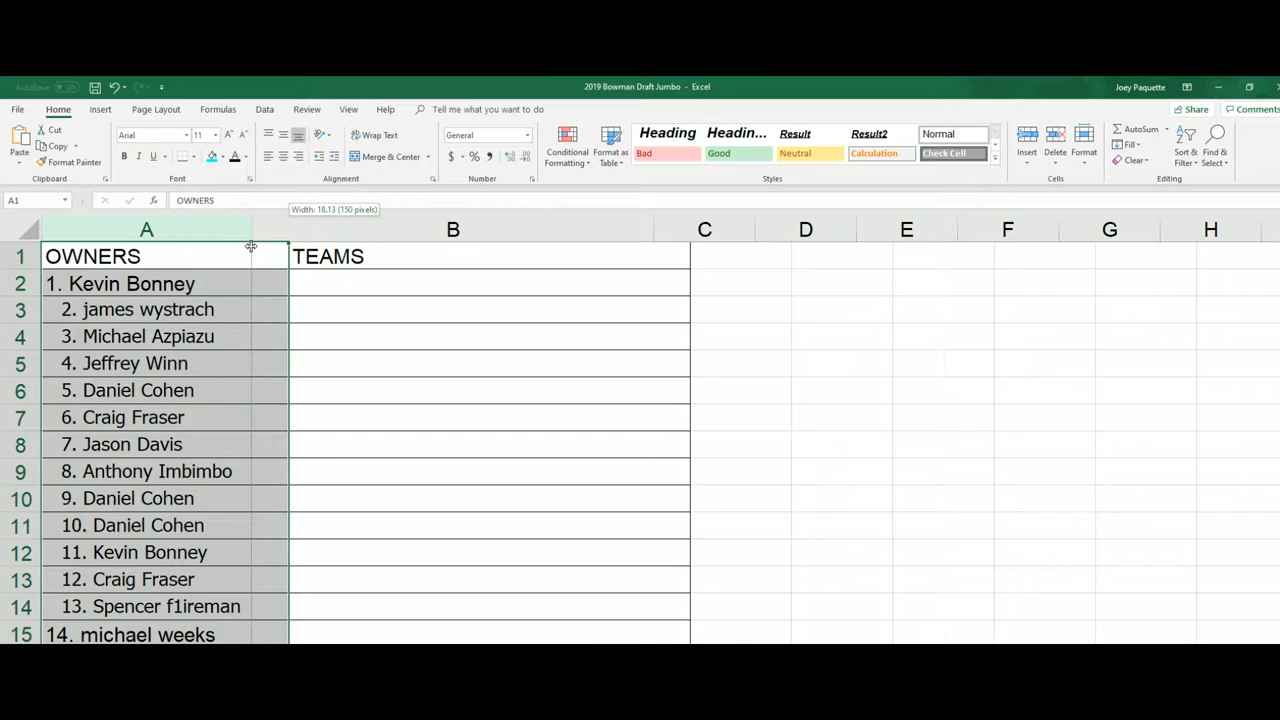 AutoSave Off 2019 Bowman Draft Jumbo - Excel Joey Paquette
File Home Insert Page Layout Formulas Data Review View Help Tell me what you want to do Share Comments
Paste Cut Copy Format Painter Clipboard
Arial 11 A A B I U A Font
Wrap Text Merge & Center Alignment
General $ % 9 Number
Conditional Formatting Format as Table
Heading Headin... Result Result2 Normal
Bad Good Neutral Calculation Check Cell
Styles
Insert Delete Format Cells
AutoSum Fill Clear Sort & Filter Find & Select Editing
A1 fx OWNERS
Width: 18.13 (150 pixels)
A B C D E F G H
1 OWNERS TEAMS
2 1. Kevin Bonney
3 2. james wystrach
4 3. Michael Azpiazu
5 4. Jeffrey Winn
6 5. Daniel Cohen
7 6. Craig Fraser
8 7. Jason Davis
9 8. Anthony Imbimbo
10 9. Daniel Cohen
11 10. Daniel Cohen
12 11. Kevin Bonney
13 12. Craig Fraser
14 13. Spencer f1ireman
15 14. michael weeks